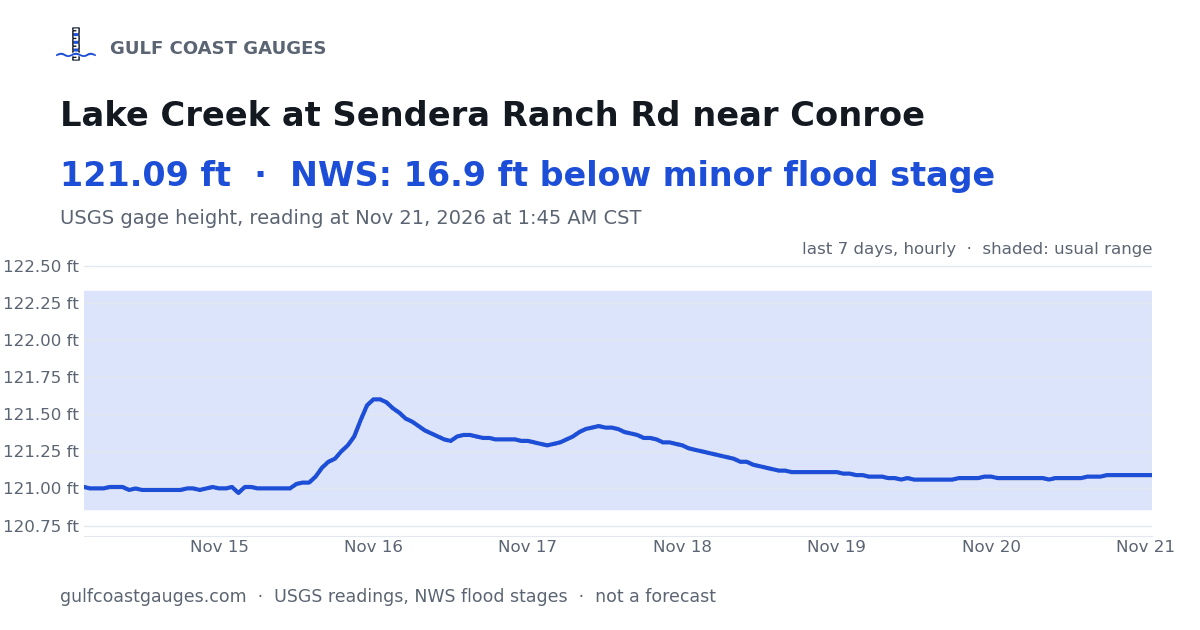 GULF COAST GAUGES
Lake Creek at Sendera Ranch Rd near Conroe
121.09 ft · NWS: 16.9 ft below minor flood stage
USGS gage height, reading at Nov 21, 2026 at 1:45 AM CST
last 7 days, hourly · shaded: usual range
122.50 ft
122.25 ft
122.00 ft
121.75 ft
121.50 ft
121.25 ft
121.00 ft
120.75 ft
Nov 15 Nov 16 Nov 17 Nov 18 Nov 19 Nov 20 Nov 21
gulfcoastgauges.com · USGS readings, NWS flood stages · not a forecast